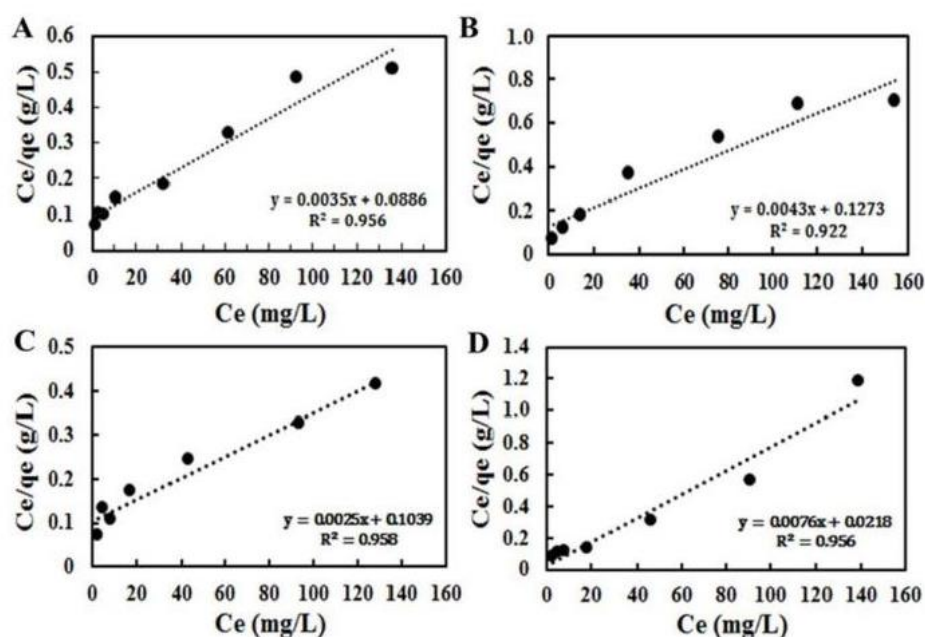 A
Ce/qe (g/L)
0.6
0.5
0.4
0.3
0.2
0.1
0
y = 0.0035x + 0.0886
R² = 0.956
0 20 40 60 80 100 120 140 160
Ce (mg/L)
B
Ce/qe (g/L)
1.0
0.8
0.6
0.4
0.2
0
y = 0.0043x + 0.1273
R² = 0.922
0 20 40 60 80 100 120 140 160
Ce (mg/L)
C
Ce/qe (g/L)
0.5
0.4
0.3
0.2
0.1
0
y = 0.0025x + 0.1039
R² = 0.958
0 20 40 60 80 100 120 140 160
Ce (mg/L)
D
Ce/qe (g/L)
1.4
1.2
1.0
0.8
0.6
0.4
0.2
0
y = 0.0076x + 0.0218
R² = 0.956
0 20 40 60 80 100 120 140 160
Ce (mg/L)